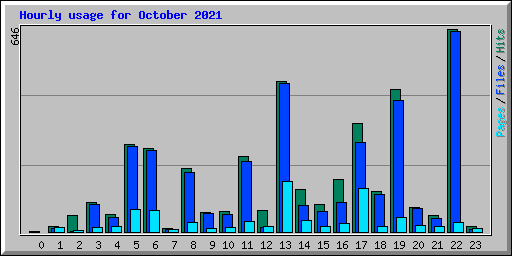 Hourly usage for October 2021
646
Pages / Files / Hits
0 1 2 3 4 5 6 7 8 9 10 11 12 13 14 15 16 17 18 19 20 21 22 23